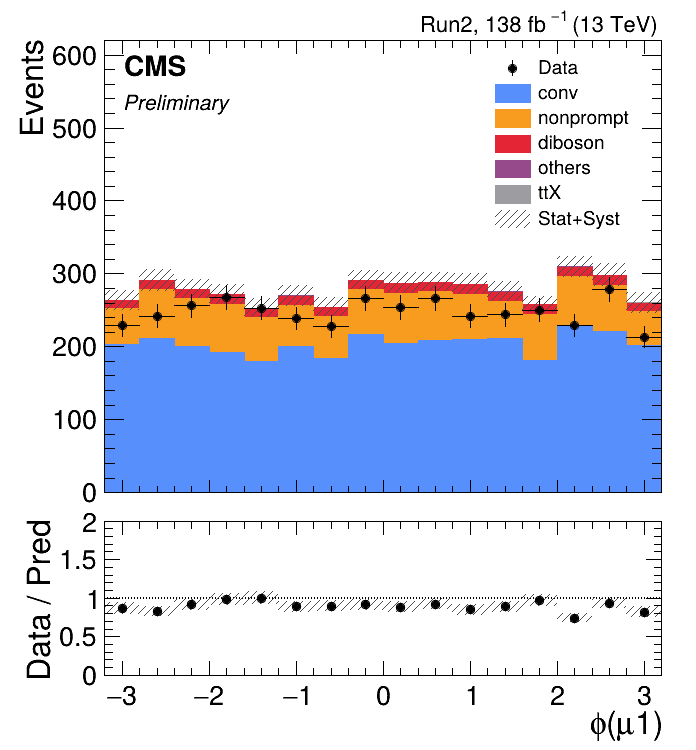 Run2, 138 fb⁻¹ (13 TeV)
Events
600
500
400
300
200
100
0
CMS
Preliminary
Data
conv
nonprompt
diboson
others
ttX
Stat+Syst
Data / Pred
2
1.5
1
0.5
0
−3 −2 −1 0 1 2 3
ϕ(μ1)